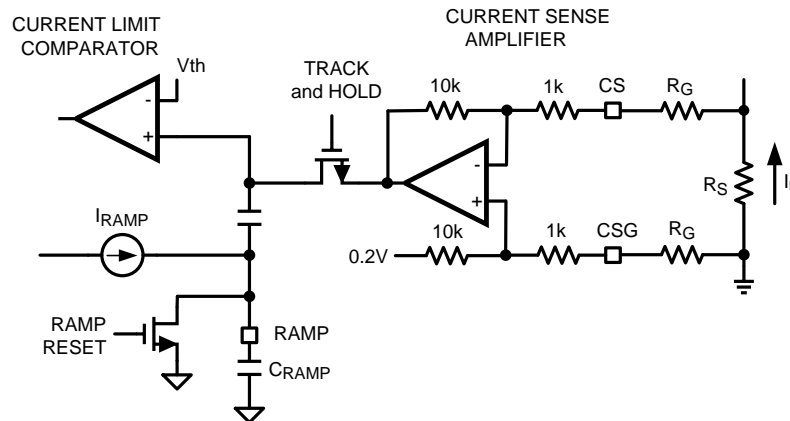 CURRENT LIMIT
COMPARATOR
CURRENT SENSE
AMPLIFIER
Vth
TRACK
and HOLD
10k
1k
CS
RG
-
+
-
+
RS
IRAMP
10k
1k
CSG
RG
0.2V
RAMP
RESET
RAMP
CRAMP